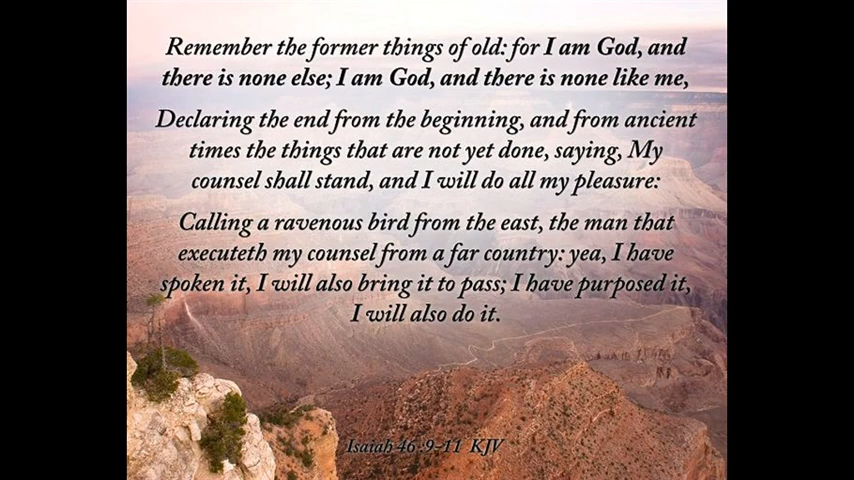 Remember the former things of old: for I am God, and
there is none else; I am God, and there is none like me,
Declaring the end from the beginning, and from ancient
times the things that are not yet done, saying, My
counsel shall stand, and I will do all my pleasure:
Calling a ravenous bird from the east, the man that
executeth my counsel from a far country: yea, I have
spoken it, I will also bring it to pass; I have purposed it,
I will also do it.
Isaiah 46:9-11 KJV